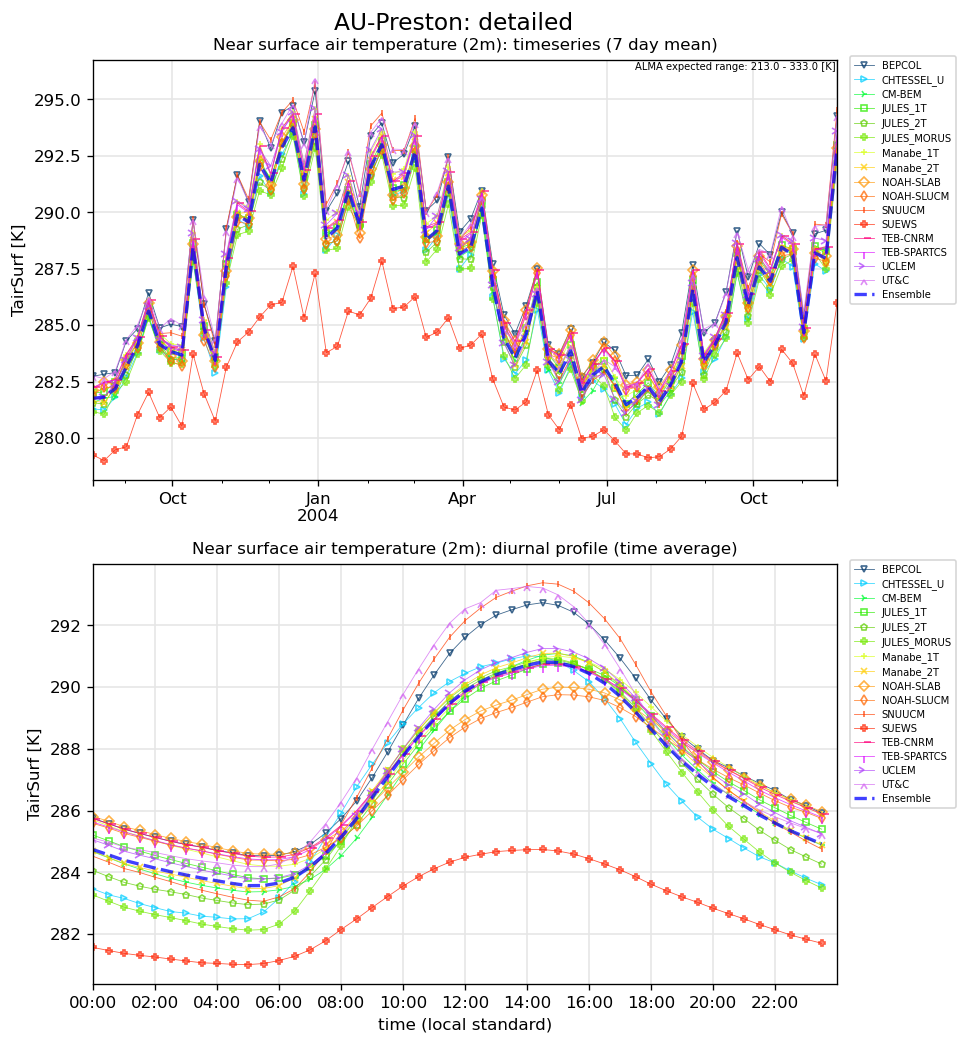 AU-Preston: detailed
Near surface air temperature (2m): timeseries (7 day mean)
ALMA expected range: 213.0 - 333.0 [K]
TairSurf [K]
295.0
292.5
290.0
287.5
285.0
282.5
280.0
Oct
Jan
2004
Apr
Jul
Oct
BEPCOL
CHTESSEL_U
CM-BEM
JULES_1T
JULES_2T
JULES_MORUS
Manabe_1T
Manabe_2T
NOAH-SLAB
NOAH-SLUCM
SNUUCM
SUEWS
TEB-CNRM
TEB-SPARTCS
UCLEM
UT&C
Ensemble
Near surface air temperature (2m): diurnal profile (time average)
TairSurf [K]
292
290
288
286
284
282
00:00
02:00
04:00
06:00
08:00
10:00
12:00
14:00
16:00
18:00
20:00
22:00
time (local standard)
BEPCOL
CHTESSEL_U
CM-BEM
JULES_1T
JULES_2T
JULES_MORUS
Manabe_1T
Manabe_2T
NOAH-SLAB
NOAH-SLUCM
SNUUCM
SUEWS
TEB-CNRM
TEB-SPARTCS
UCLEM
UT&C
Ensemble